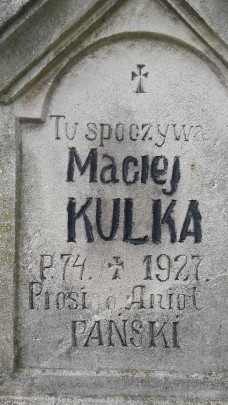 Tu spoczywa
Maciej
KULKA
P. 74. ✝ 1927.
Prosi o Anioł
PAŃSKI